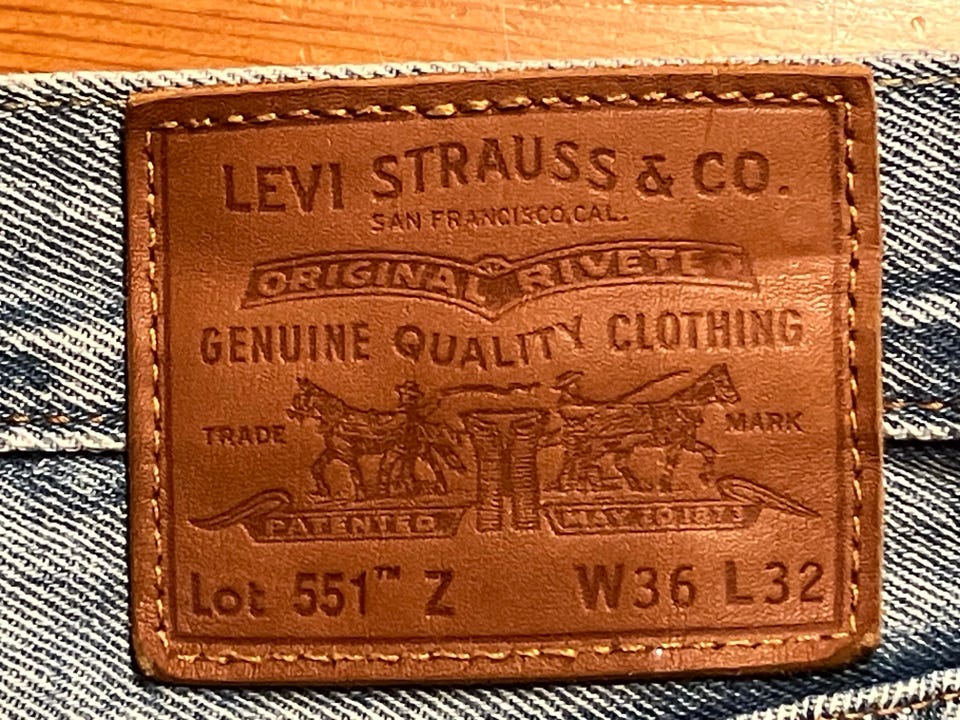 LEVI STRAUSS & CO.
SAN FRANCISCO, CAL.
ORIGINAL RIVETED
GENUINE QUALITY CLOTHING
TRADE MARK
PATENTED MAY 20 1873
Lot 551™ Z W36 L32